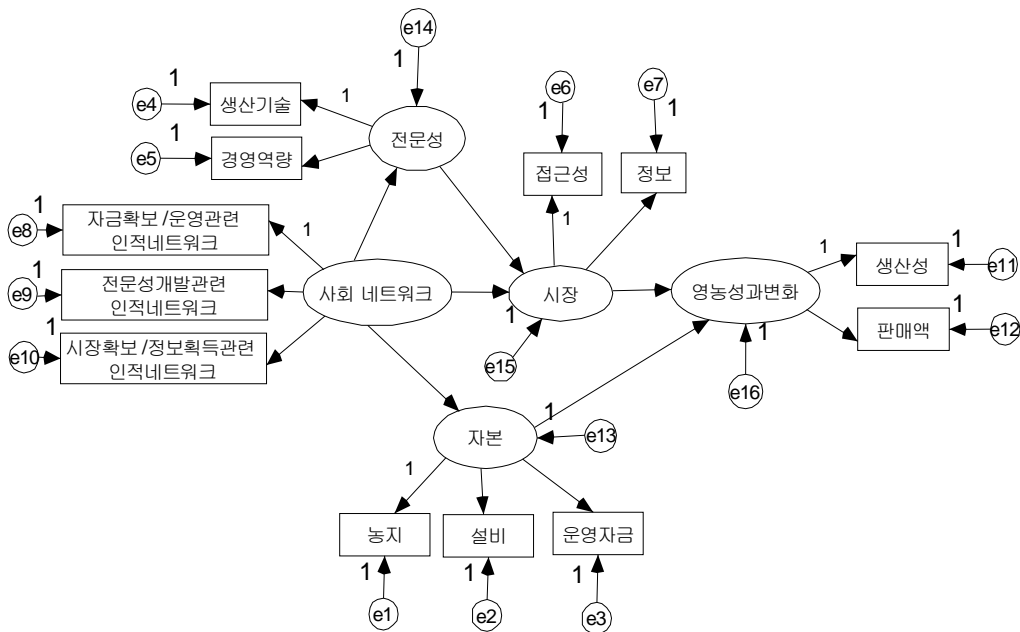 e14
1
1
생산기술
1
e4
전문성
1
경영역량
e5
e6
1
e7
1
접근성
정보
1
1
자금확보 /운영관련
인적네트워크
e8
1
1
전문성개발관련
인적네트워크
e9
사회 네트워크
시장
1
영농성과변화
1
1
생산성
1
e11
판매액
1
e12
1
시장확보 /정보획득관련
인적네트워크
e10
e15
e16
자본
1
e13
1
농지
설비
운영자금
1
1
1
e1
e2
e3